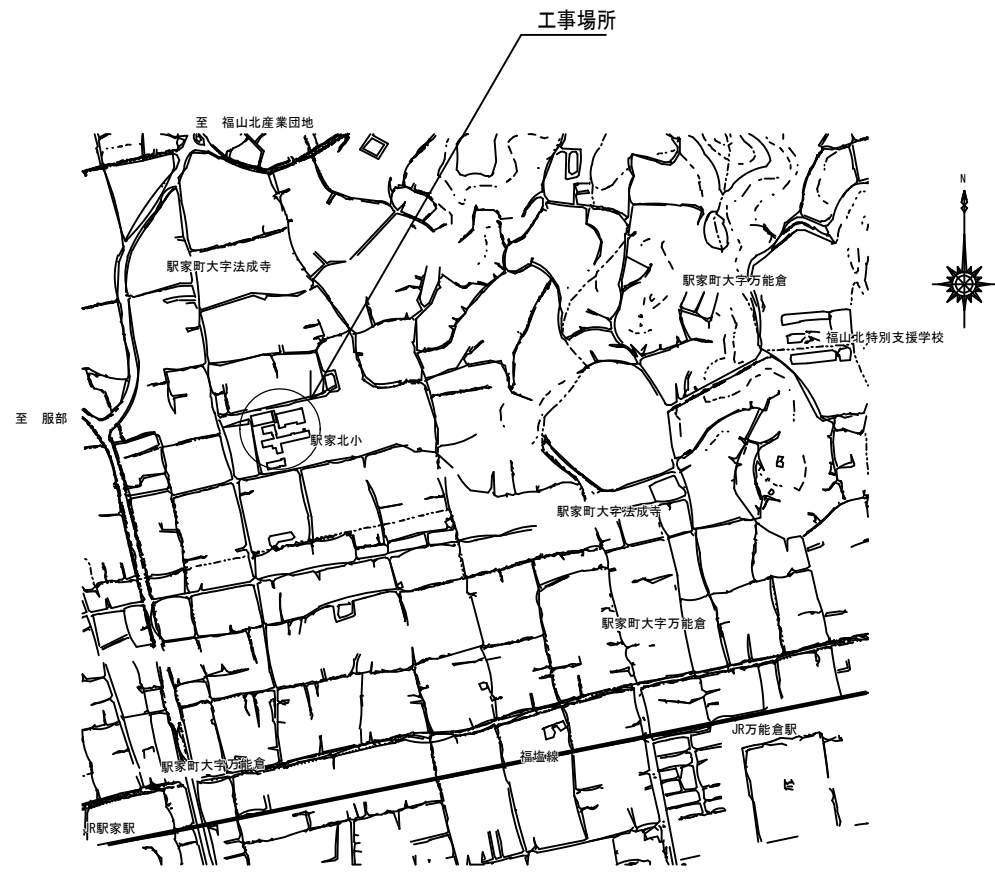 工事場所
至　福山北産業団地
N
駅家町大字法成寺
駅家町大字万能倉
福山北特別支援学校
至　服部
駅家北小
駅家町大字法成寺
駅家町大字万能倉
JR万能倉駅
福塩線
駅家町大字万能倉
JR駅家駅